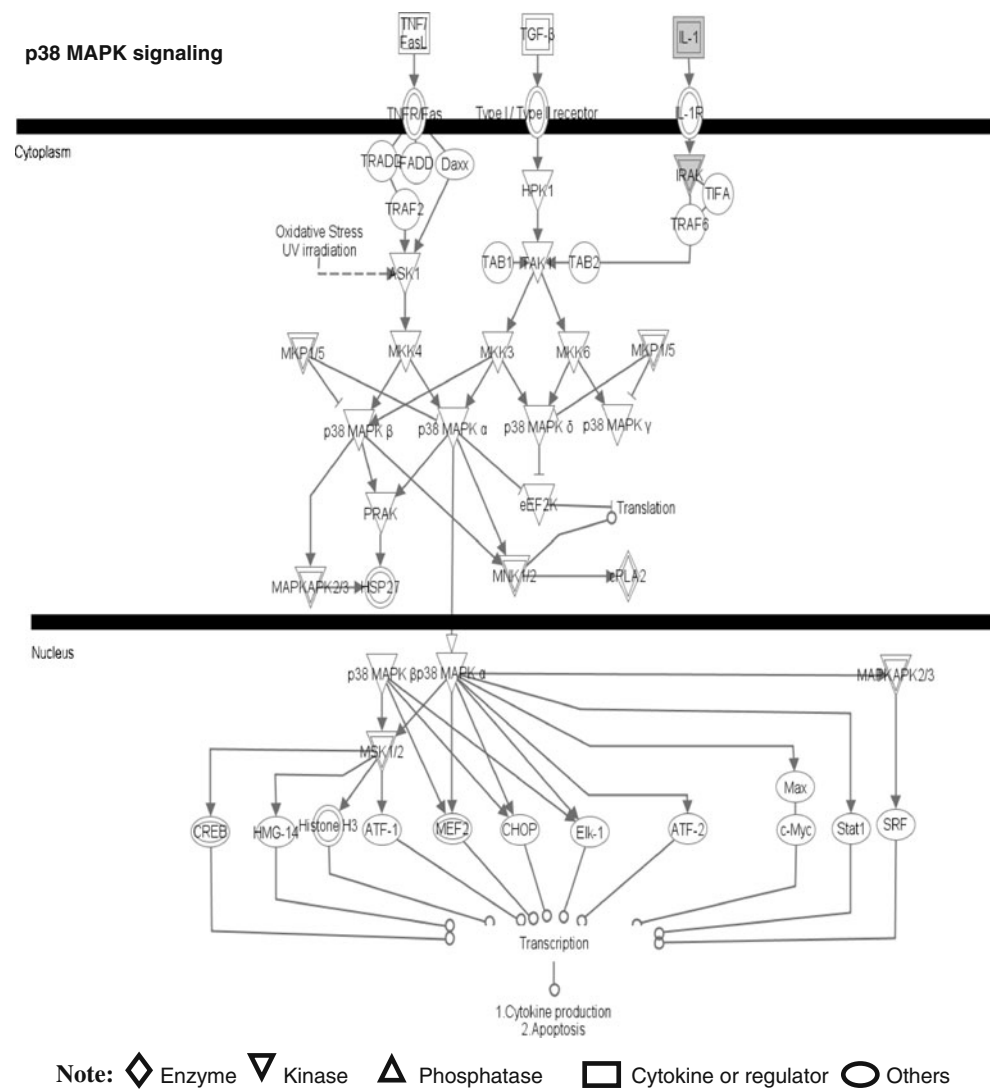 p38 MAPK signaling
TNF/
FasL
TGF-β
IL-1
TNFR/Fas
Type I / Type II receptor
IL-1R
Cytoplasm
TRADD
FADD
Daxx
HPK1
IRAK
TIFA
TRAF2
TRAF6
Oxidative Stress
UV irradiation
ASK1
TAB1
TAK1
TAB2
MKP1/5
MKK4
MKK3
MKK6
MKP1/5
p38 MAPK β
p38 MAPK α
p38 MAPK δ
p38 MAPK γ
PRAK
eEF2K
Translation
MAPKAPK2/3
HSP27
MNK1/2
cPLA2
Nucleus
p38 MAPK β
p38 MAPK α
MAPKAPK2/3
MSK1/2
Max
CREB
HMG-14
Histone H3
ATF-1
MEF2
CHOP
Elk-1
ATF-2
c-Myc
Stat1
SRF
Transcription
1.Cytokine production
2.Apoptosis
Note: Enzyme Kinase Phosphatase Cytokine or regulator Others